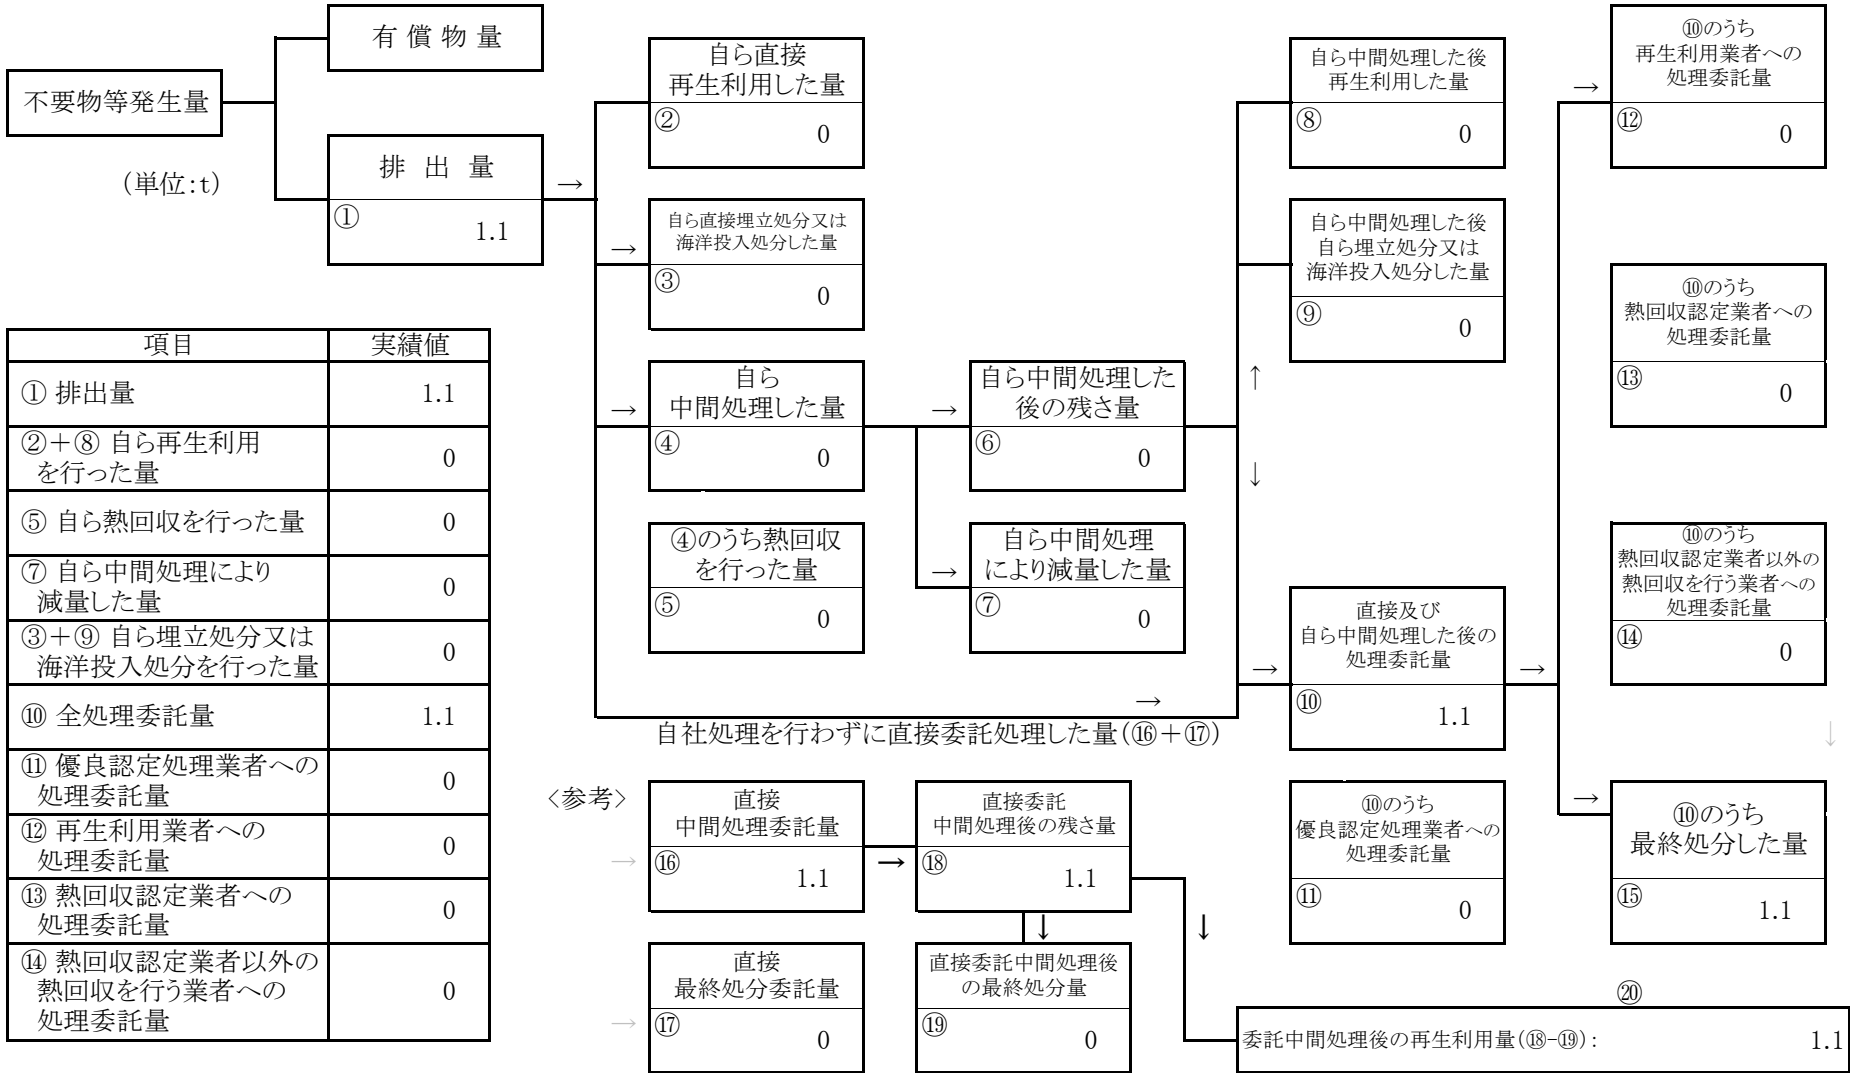 有 償 物 量
不要物等発生量
(単位:t)
排 出 量
①
1.1
→
自ら直接
再生利用した量
②
0
→
自ら直接埋立処分又は
海洋投入処分した量
③
0
→
自ら
中間処理した量
④
0
④のうち熱回収
を行った量
⑤
0
→
自ら中間処理した
後の残さ量
⑥
0
→
自ら中間処理
により減量した量
⑦
0
自ら中間処理した後
再生利用した量
⑧
0
自ら中間処理した後
自ら埋立処分又は
海洋投入処分した量
⑨
0
↑
↓
→
直接及び
自ら中間処理した後の
処理委託量
⑩
1.1
→
→
自社処理を行わずに直接委託処理した量(⑯+⑰)
⑩のうち
優良認定処理業者への
処理委託量
⑪
0
→
⑩のうち
再生利用業者への
処理委託量
⑫
0
⑩のうち
熱回収認定業者への
処理委託量
⑬
0
⑩のうち
熱回収認定業者以外の
熱回収を行う業者への
処理委託量
⑭
0
↓
→
⑩のうち
最終処分した量
⑮
1.1
項目 実績値
① 排出量 1.1
②+⑧ 自ら再生利用
を行った量 0
⑤ 自ら熱回収を行った量 0
⑦ 自ら中間処理により
減量した量 0
③+⑨ 自ら埋立処分又は
海洋投入処分を行った量 0
⑩ 全処理委託量 1.1
⑪ 優良認定処理業者への
処理委託量 0
⑫ 再生利用業者への
処理委託量 0
⑬ 熱回収認定業者への
処理委託量 0
⑭ 熱回収認定業者以外の
熱回収を行う業者への
処理委託量 0
<参考>
→
直接
中間処理委託量
⑯
1.1
→
直接委託
中間処理後の残さ量
⑱
1.1
↓
↓
→
直接
最終処分委託量
⑰
0
直接委託中間処理後
の最終処分量
⑲
0
⑳
委託中間処理後の再生利用量(⑱-⑲): 1.1